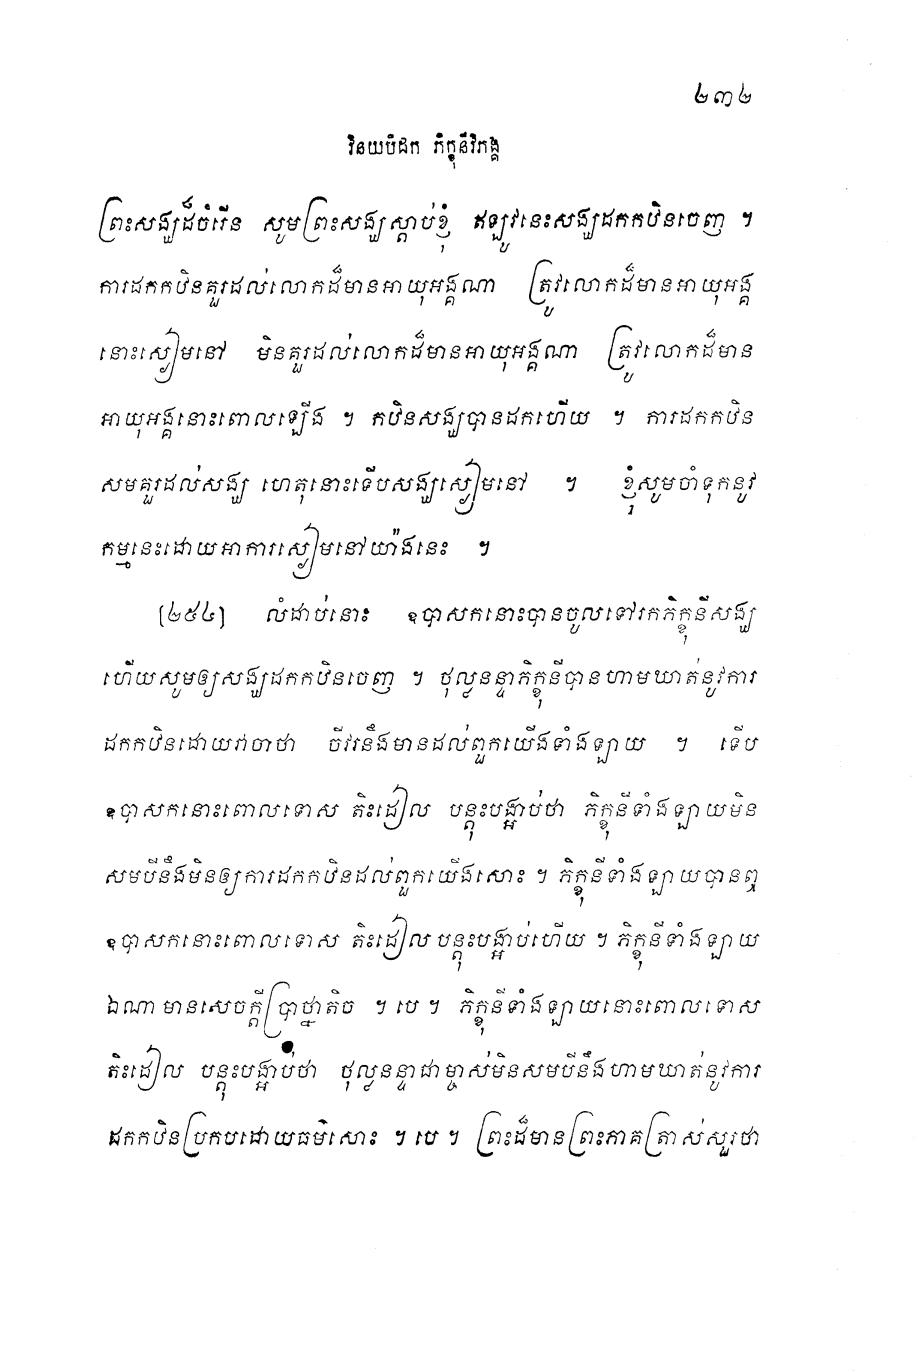 ២៣២
វិនយបិដក ភិក្ខុនីវិភង្គ
ព្រះសង្ឃដ៏ចំរើន សូមព្រះសង្ឃស្តាប់ខ្ញុំ ឥឡូវនេះសង្ឃដកកឋិនចេញ ។
ការដកកឋិនគួរដល់លោកដ៏មានអាយុអង្គណា ត្រូវលោកដ៏មានអាយុអង្គ
នោះស្ងៀមនៅ មិនគួរដល់លោកដ៏មានអាយុអង្គណា ត្រូវលោកដ៏មាន
អាយុអង្គនោះពោលឡើង ។ កឋិនសង្ឃបានដកហើយ ។ ការដកកឋិន
សមគួរដល់សង្ឃ ហេតុនោះទើបសង្ឃស្ងៀមនៅ ។ ខ្ញុំសូមចាំទុកនូវ
កម្មនេះដោយអាការស្ងៀមនៅយ៉ាងនេះ ។
[២៥៤] លំដាប់នោះ ឧបាសកនោះបានចូលទៅរកភិក្ខុនីសង្ឃ
ហើយសូមឲ្យសង្ឃដកកឋិនចេញ ។ ថុល្លនន្ទាភិក្ខុនីបានហាមឃាត់នូវការ
ដកកឋិនដោយវាចាថា ចីវរនឹងមានដល់ពួកយើងទាំងឡាយ ។ ទើប
ឧបាសកនោះពោលទោស តិះដៀល បន្តុះបង្អាប់ថា ភិក្ខុនីទាំងឡាយមិន
សមបីនឹងមិនឲ្យការដកកឋិនដល់ពួកយើងសោះ ។ ភិក្ខុនីទាំងឡាយបានឮ
ឧបាសកនោះពោលទោស តិះដៀល បន្តុះបង្អាប់ហើយ ។ ភិក្ខុនីទាំងឡាយ
ឯណា មានសេចក្តីប្រាថ្នាតិច ។ បេ ។ ភិក្ខុនីទាំងឡាយនោះពោលទោស
តិះដៀល បន្តុះបង្អាប់ថា ថុល្លនន្ទាជាម្ចាស់មិនសមបីនឹងហាមឃាត់នូវការ
ដកកឋិនប្រកបដោយធម៌សោះ ។ បេ ។ ព្រះដ៏មានព្រះភាគត្រាស់សួរថា